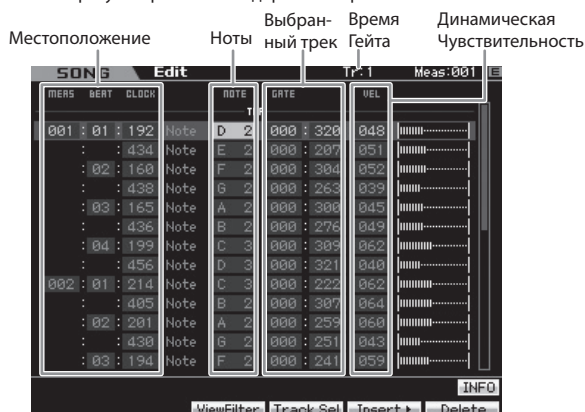 Выбран- Время Динамическая
Местоположение Ноты ный трек Гейта Чувствительность
SONG Edit Tr:1 Meas:001
MEAS BEAT CLOCK NOTE GATE VEL
001 : 01 : 192 Note D 2 000 : 320 048
: : 434 Note E 2 000 : 207 051
: 02 : 160 Note F 2 000 : 304 052
: : 438 Note G 2 000 : 263 039
: 03 : 165 Note A 2 000 : 300 045
: : 436 Note B 2 000 : 276 049
: 04 : 199 Note C 3 000 : 309 062
: : 456 Note D 3 000 : 321 040
002 : 01 : 214 Note C 3 000 : 222 062
: : 405 Note B 2 000 : 307 064
: 02 : 201 Note A 2 000 : 259 060
: : 430 Note G 2 000 : 251 043
: 03 : 194 Note F 2 000 : 241 059
INFO
ViewFilter Track Sel Insert▸ Delete